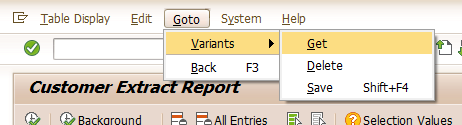 Table Display Edit Goto System Help
Variants Get
Back F3 Delete
Save Shift+F4
Customer Extract Report
Background All Entries Selection Values